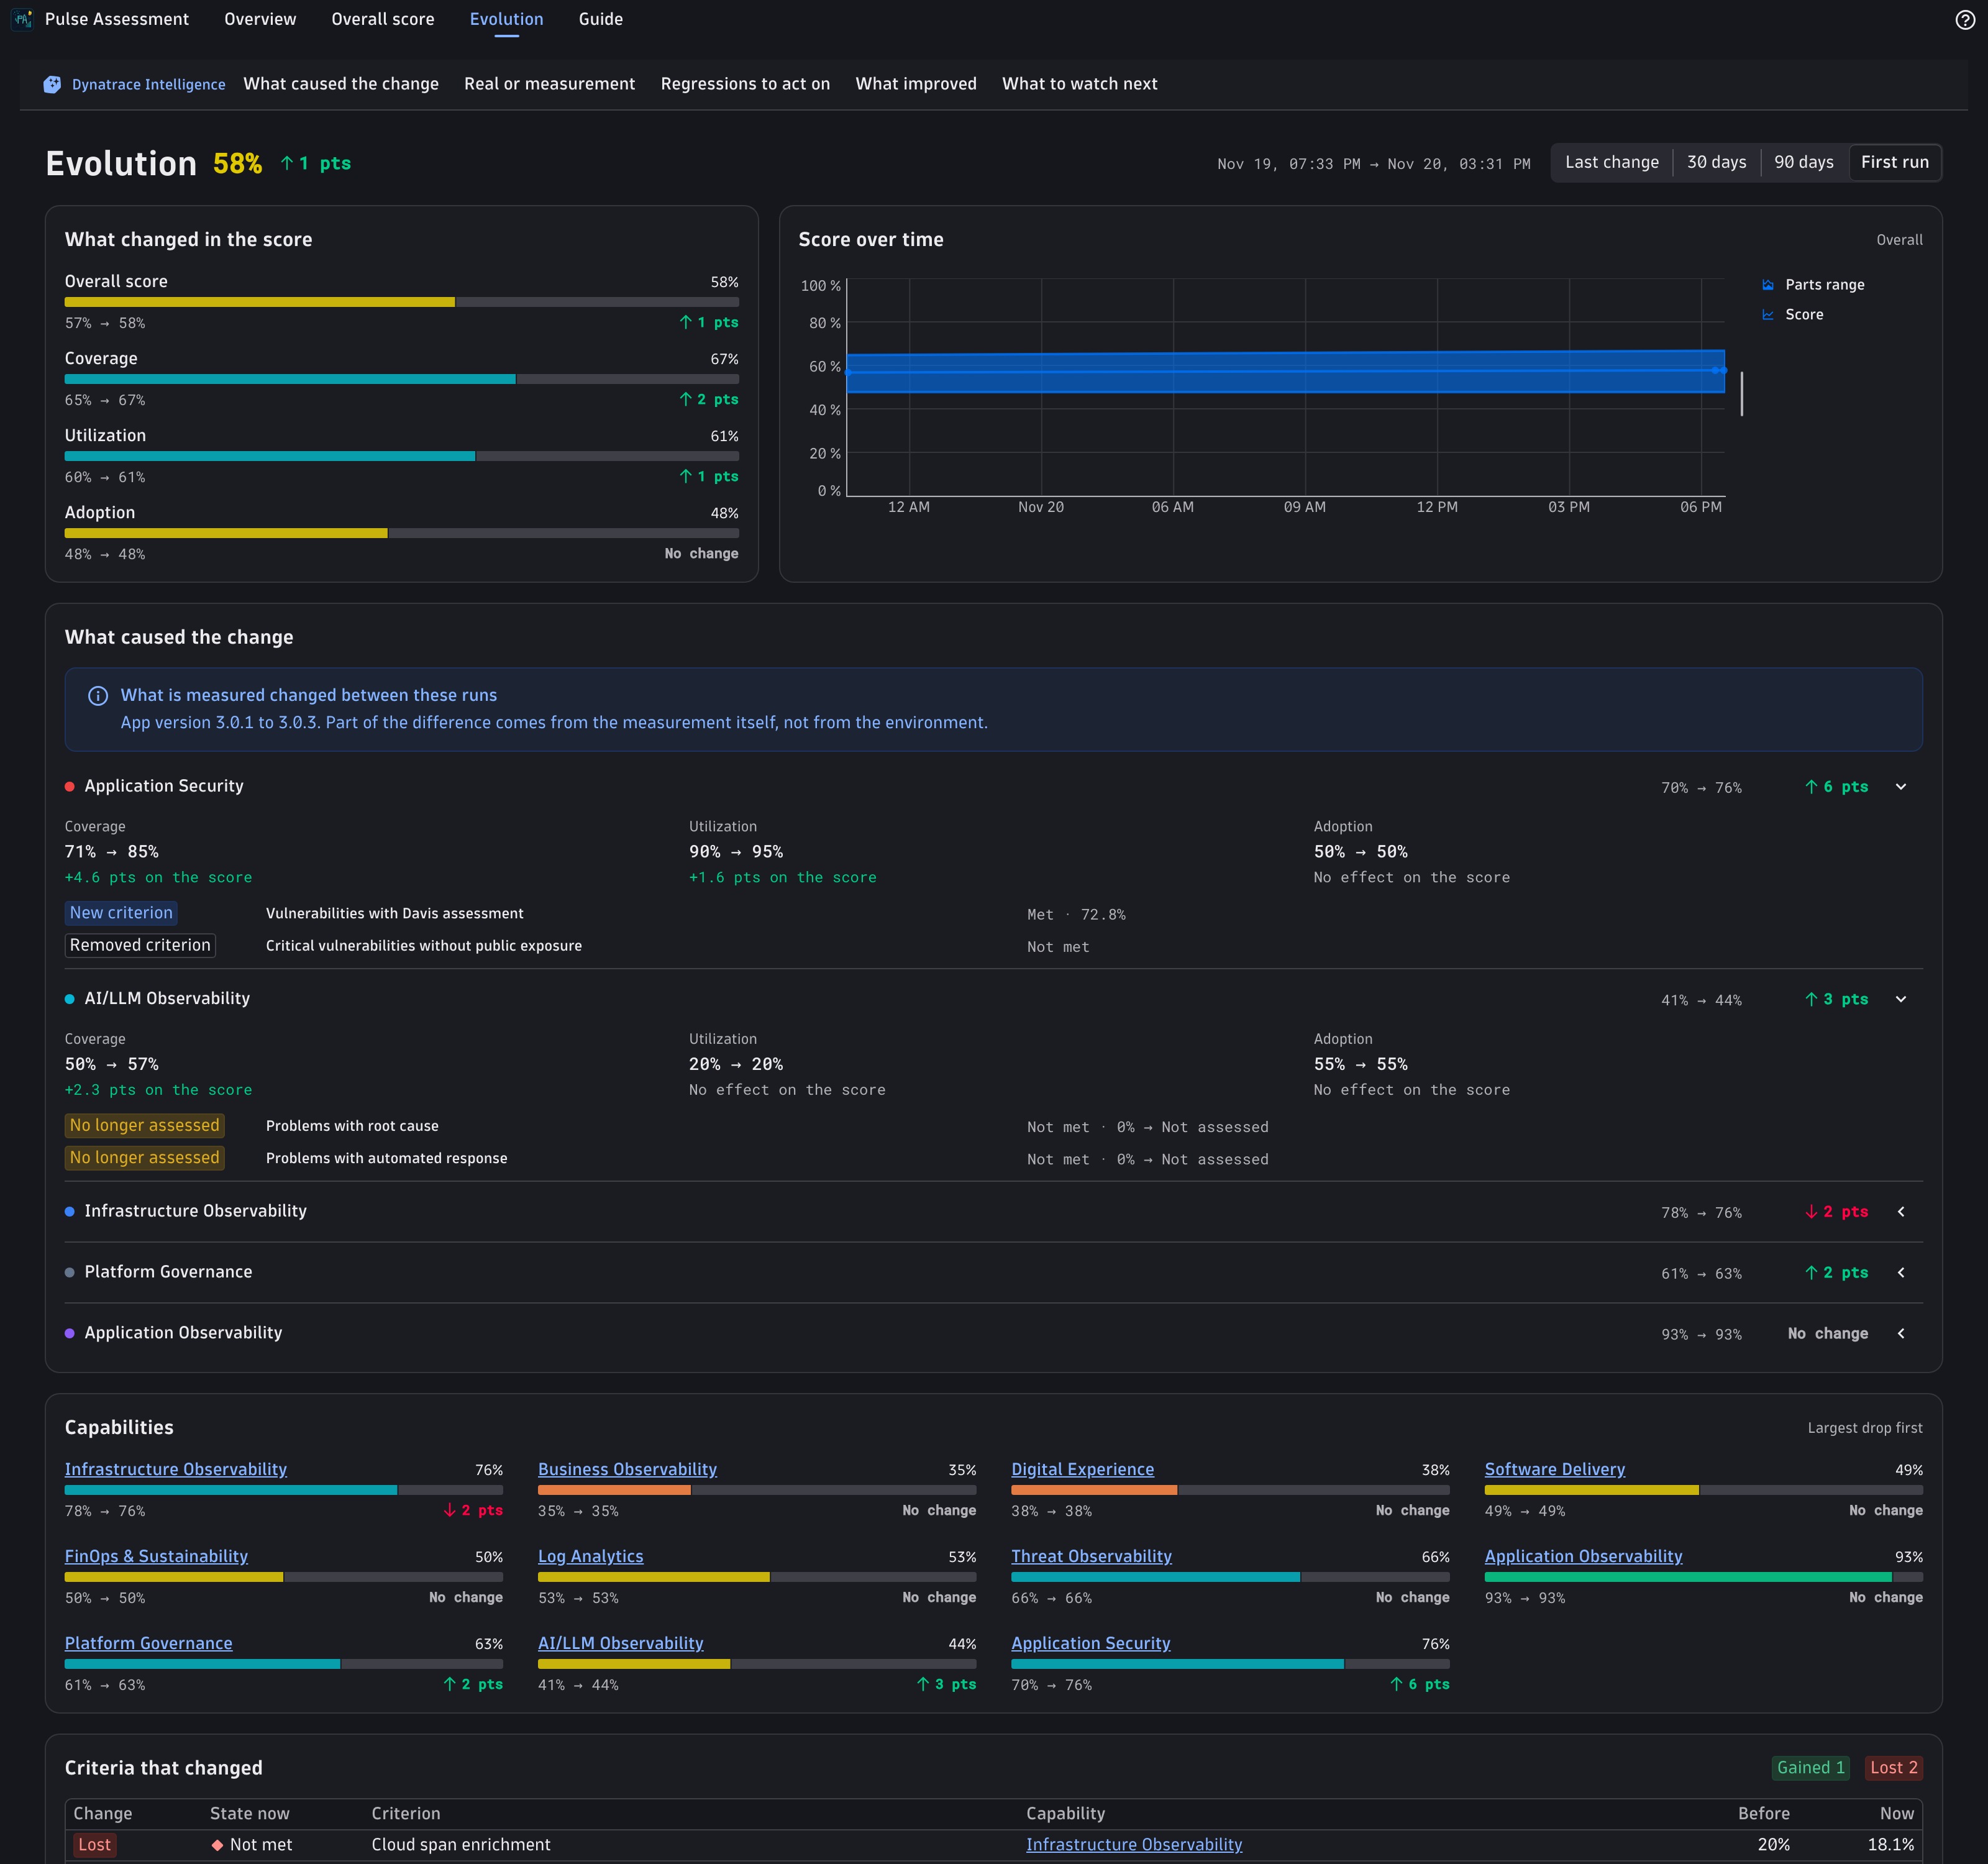 Pulse Assessment Overview Overall score Evolution Guide
Dynatrace Intelligence What caused the change Real or measurement Regressions to act on What improved What to watch next
Evolution 58% ↑ 1 pts
Nov 19, 07:33 PM → Nov 20, 03:31 PM Last change 30 days 90 days First run
What changed in the score
Overall score 58%
57% → 58% ↑ 1 pts
Coverage 67%
65% → 67% ↑ 2 pts
Utilization 61%
60% → 61% ↑ 1 pts
Adoption 48%
48% → 48% No change
Score over time Overall
100 %
80 %
60 %
40 %
20 %
0 %
12 AM Nov 20 06 AM 09 AM 12 PM 03 PM 06 PM
Parts range
Score
What caused the change
What is measured changed between these runs
App version 3.0.1 to 3.0.3. Part of the difference comes from the measurement itself, not from the environment.
Application Security 70% → 76% ↑ 6 pts
Coverage Utilization Adoption
71% → 85% 90% → 95% 50% → 50%
+4.6 pts on the score +1.6 pts on the score No effect on the score
New criterion Vulnerabilities with Davis assessment Met · 72.8%
Removed criterion Critical vulnerabilities without public exposure Not met
AI/LLM Observability 41% → 44% ↑ 3 pts
Coverage Utilization Adoption
50% → 57% 20% → 20% 55% → 55%
+2.3 pts on the score No effect on the score No effect on the score
No longer assessed Problems with root cause Not met · 0% → Not assessed
No longer assessed Problems with automated response Not met · 0% → Not assessed
Infrastructure Observability 78% → 76% ↓ 2 pts
Platform Governance 61% → 63% ↑ 2 pts
Application Observability 93% → 93% No change
Capabilities Largest drop first
Infrastructure Observability 76% Business Observability 35% Digital Experience 38% Software Delivery 49%
78% → 76% ↓ 2 pts 35% → 35% No change 38% → 38% No change 49% → 49% No change
FinOps & Sustainability 50% Log Analytics 53% Threat Observability 66% Application Observability 93%
50% → 50% No change 53% → 53% No change 66% → 66% No change 93% → 93% No change
Platform Governance 63% AI/LLM Observability 44% Application Security 76%
61% → 63% ↑ 2 pts 41% → 44% ↑ 3 pts 70% → 76% ↑ 6 pts
Criteria that changed Gained 1 Lost 2
Change State now Criterion Capability Before Now
Lost Not met Cloud span enrichment Infrastructure Observability 20% 18.1%